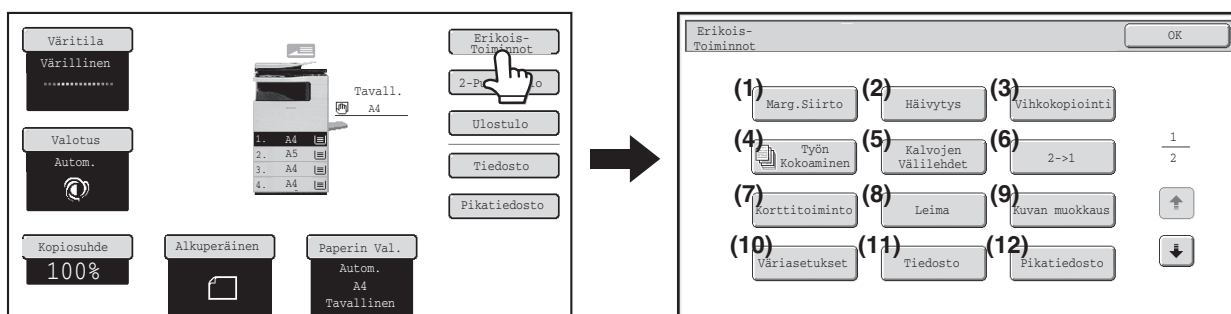 Väritila
Värillinen
Valotus
Autom.
Kopiosuhde
100%
Alkuperäinen
Paperin Val.
Autom.
A4
Tavallinen
Tavall.
A4
1. A4
2. A5
3. A4
4. A4
Erikois-
Toiminnot
Ulostulo
Tiedosto
Pikatiedosto
Erikois-
Toiminnot
OK
(1) Marg.Siirto
(2) Häivytys
(3) Vihkokopiointi
(4) Työn
Kokoaminen
(5) Kalvojen
Välilehdet
(6) 2->1
(7) Korttitoiminto
(8) Leima
(9) Kuvan muokkaus
(10) Väriasetukset
(11) Tiedosto
(12) Pikatiedosto
1
2